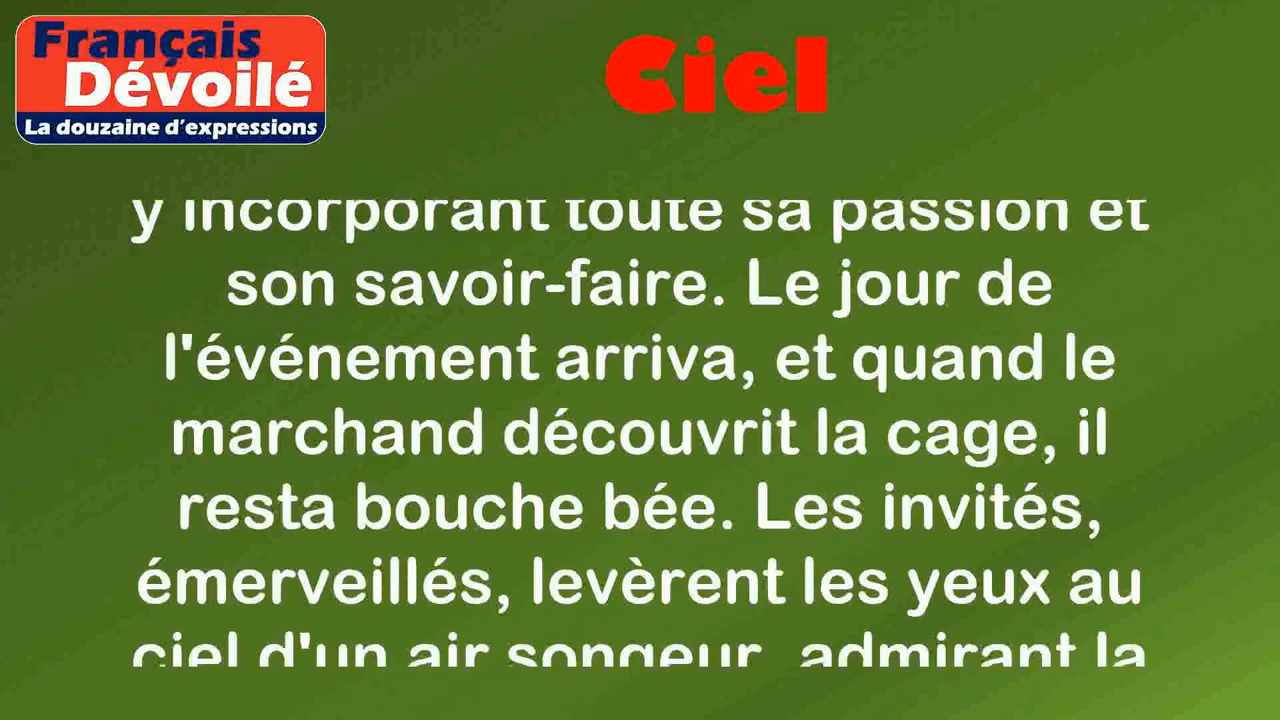 Français
Dévoilé
La douzaine d'expressions
Ciel
y incorporant toute sa passion et
son savoir-faire. Le jour de
l'événement arriva, et quand le
marchand découvrit la cage, il
resta bouche bée. Les invités,
émerveillés, levèrent les yeux au
ciel d'un air songeur, admirant la